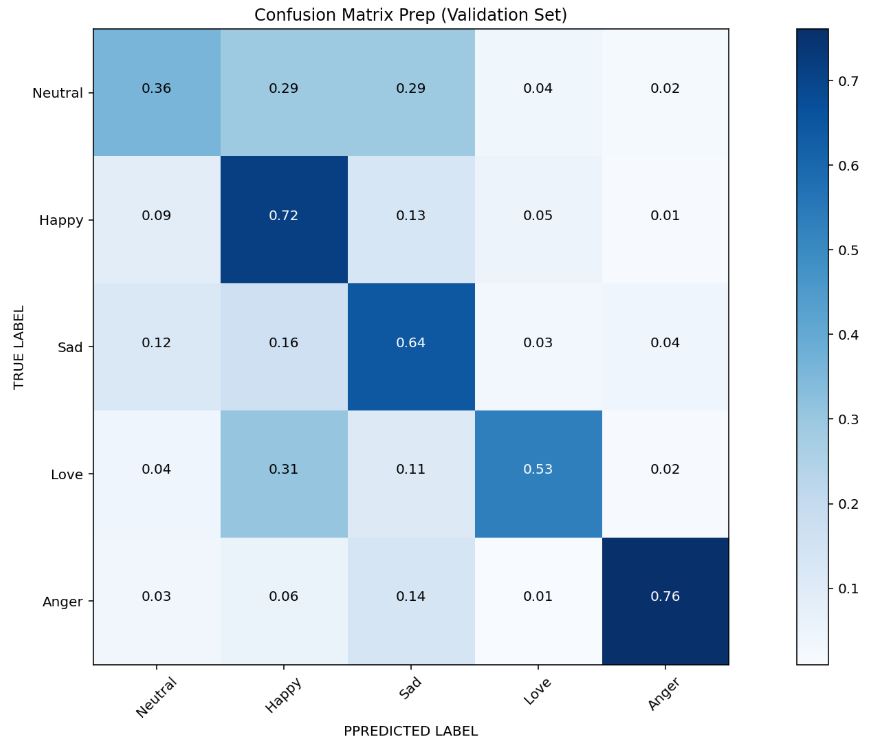 Confusion Matrix Prep (Validation Set)
Neutral 0.36 0.29 0.29 0.04 0.02
Happy 0.09 0.72 0.13 0.05 0.01
Sad 0.12 0.16 0.64 0.03 0.04
Love 0.04 0.31 0.11 0.53 0.02
Anger 0.03 0.06 0.14 0.01 0.76
TRUE LABEL
Neutral Happy Sad Love Anger
PPREDICTED LABEL
0.7
0.6
0.5
0.4
0.3
0.2
0.1